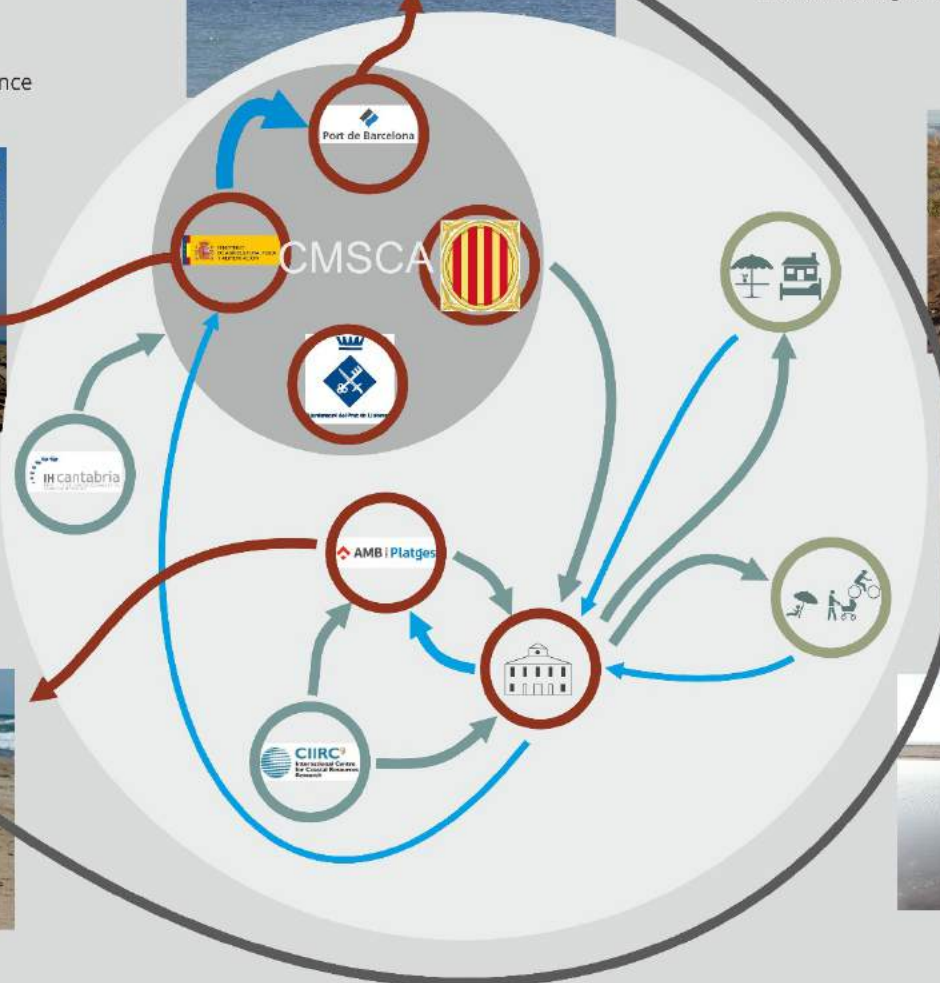 nce
Port de Barcelona
CMSCA
IH cantabria
AMB Platges
CIIRC
International Centre
for Coastal Resources
Research